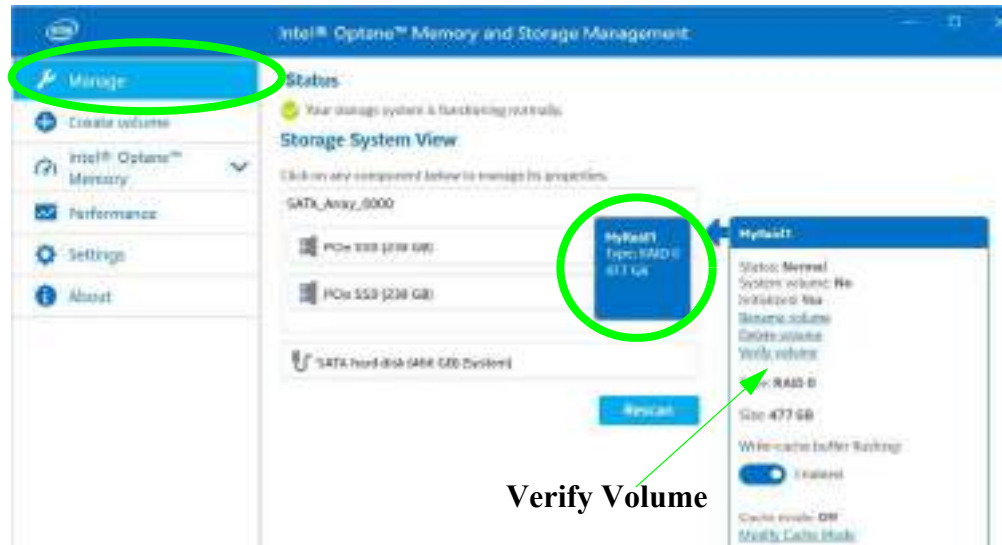 intel
Intel® Optane™ Memory and Storage Management
Manage
Create volume
Intel® Optane™
Memory
Performance
Settings
About
Status
Your storage system is functioning normally.
Storage System View
Click on any component below to manage its properties.
SATA_Array_0000
PCIe SSD (238 GB)
PCIe SSD (238 GB)
MyRaid1
Type: RAID 0
477 GB
SATA hard disk (466 GB) (System)
Rescan
MyRaid1
Status: Normal
System volume: No
Initialized: Yes
Rename volume
Delete volume
Verify volume
RAID 0
Size: 477 GB
Write-cache buffer flushing:
Enabled
Cache mode: Off
Modify Cache Mode
Verify Volume